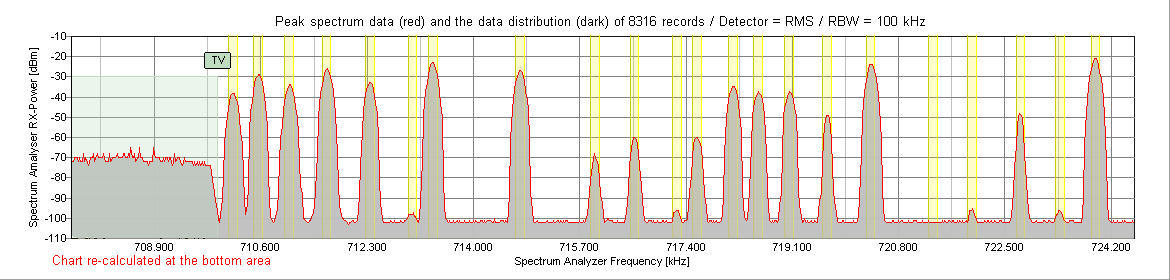 Peak spectrum data (red) and the data distribution (dark) of 8316 records / Detector = RMS / RBW = 100 kHz
Spectrum Analyser RX-Power [dBm]
-10
-20
-30
-40
-50
-60
-70
-80
-90
-100
-110
TV
708.900 710.600 712.300 714.000 715.700 717.400 719.100 720.800 722.500 724.200
Chart re-calculated at the bottom area
Spectrum Analyzer Frequency [kHz]